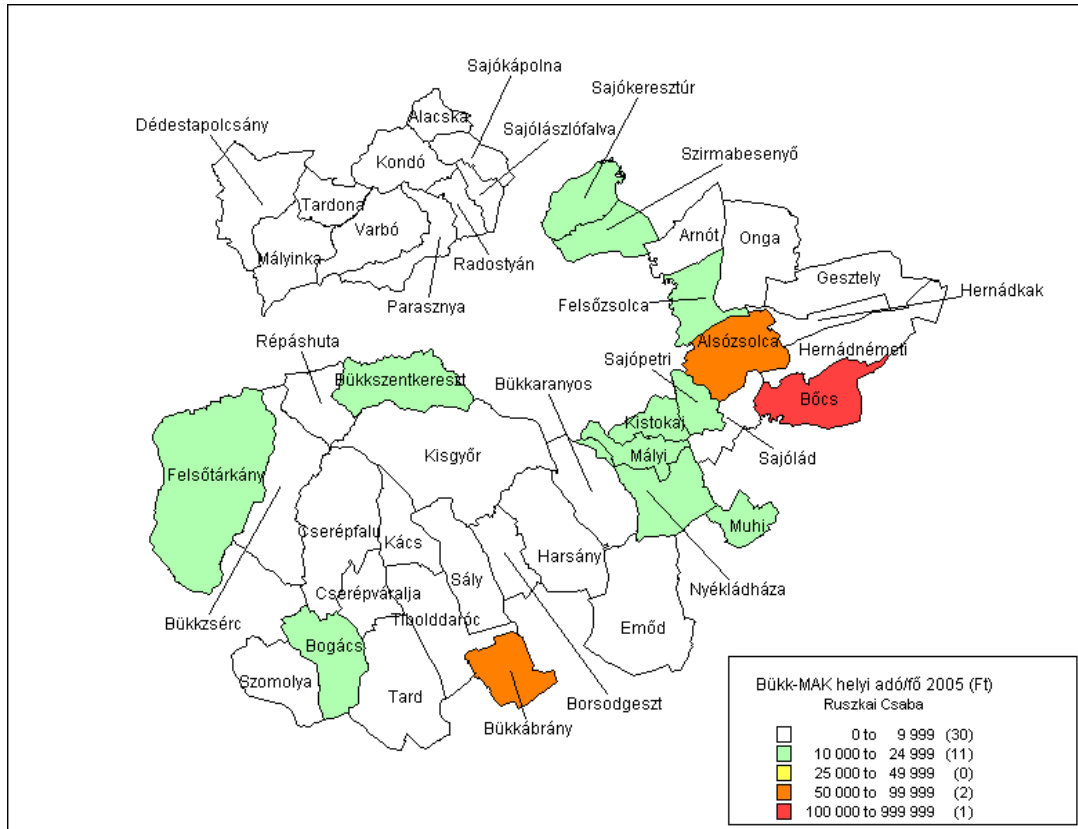 Sajókápolna
Sajókeresztúr
Alacska
Sajólászlófalva
Dédestapolcsány
Szirmabesenyő
Kondó
Tardona
Varbó
Arnót
Onga
Mályinka
Radostyán
Gesztely
Parasznya
Felsőzsolca
Hernádkak
Répáshuta
Alsózsolca
Hernádnémeti
Sajópetri
Bükkszentkereszt
Bükkaranyos
Bőcs
Kistokaj
Kisgyőr
Mályi
Sajólád
Felsőtárkány
Muhi
Cserépfalu
Kács
Harsány
Sály
Nyékládháza
Cserépváralja
Bükkzsérc
Tibolddaróc
Emőd
Bogács
Szomolya
Tard
Borsodgeszt
Bükkábrány
Bükk-MAK helyi adó/fő 2005 (Ft)
Ruszkai Csaba
0 to 9 999 (30)
10 000 to 24 999 (11)
25 000 to 49 999 (0)
50 000 to 99 999 (2)
100 000 to 999 999 (1)